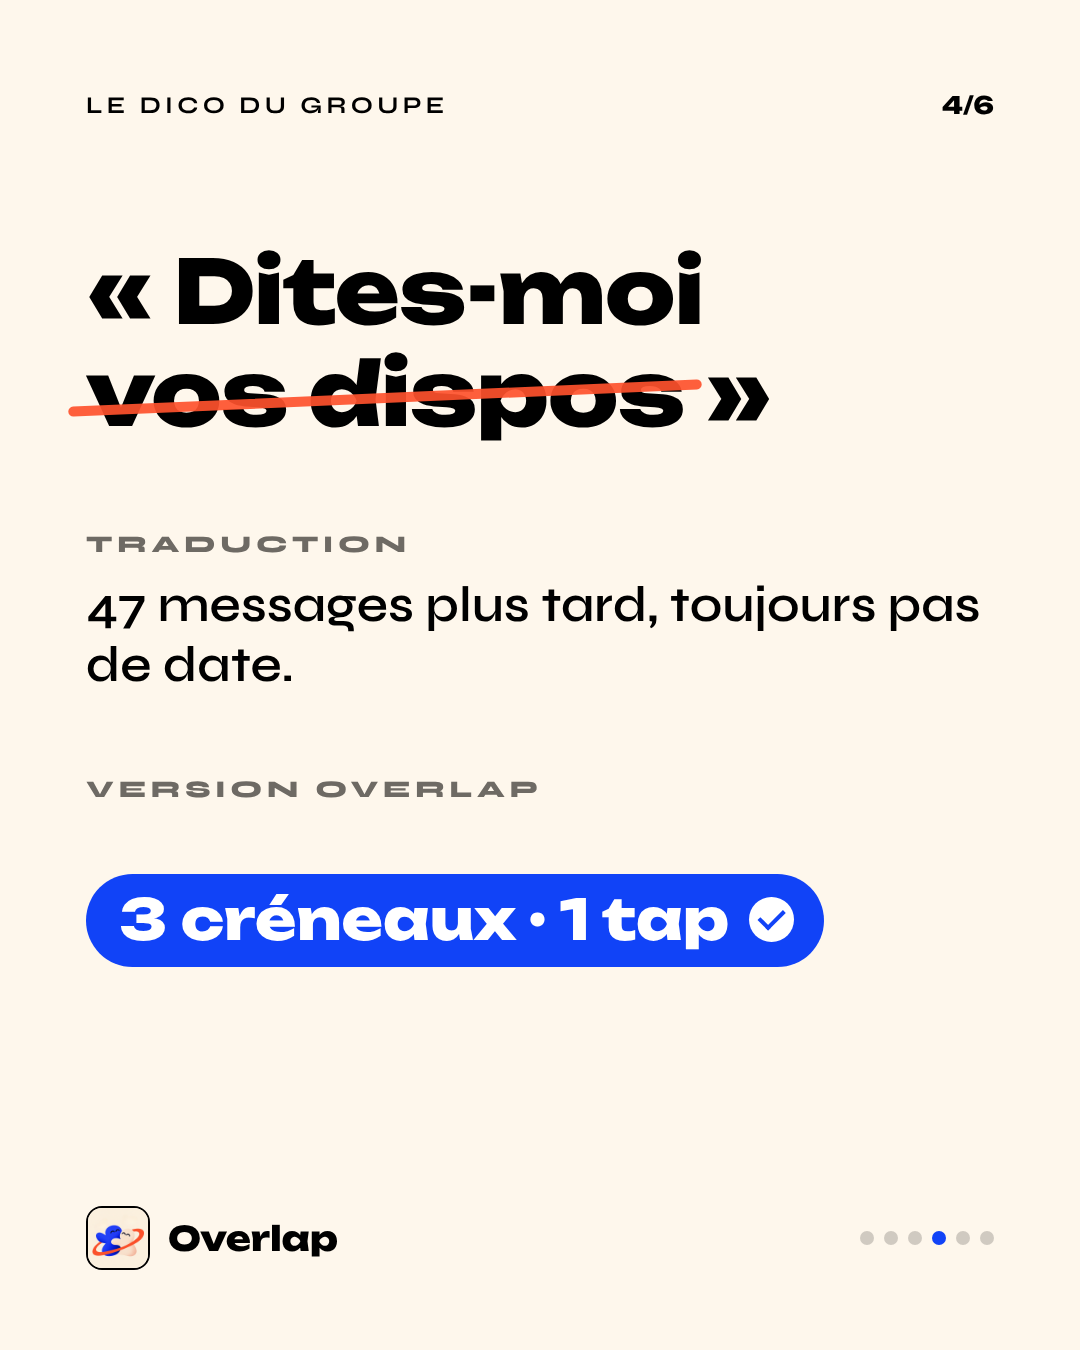 LE DICO DU GROUPE
4/6
« Dites-moi
vos dispos »
TRADUCTION
47 messages plus tard, toujours pas
de date.
VERSION OVERLAP
3 créneaux · 1 tap
Overlap